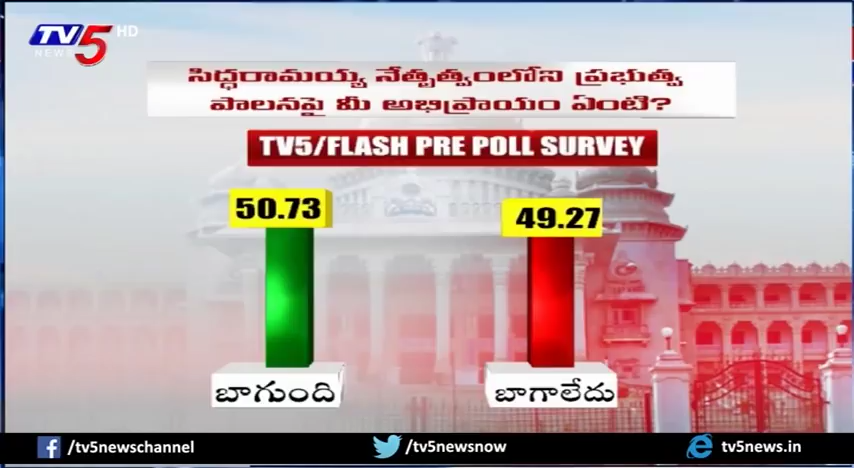 TV5 HD
NEWS
సిద్ధరామయ్య నేతృత్వంలోని ప్రభుత్వ
పాలనపై మీ అభిప్రాయం ఏంటి?
TV5/FLASH PRE POLL SURVEY
50.73
49.27
బాగుంది
బాగాలేదు
/tv5newschannel
/tv5newsnow
tv5news.in